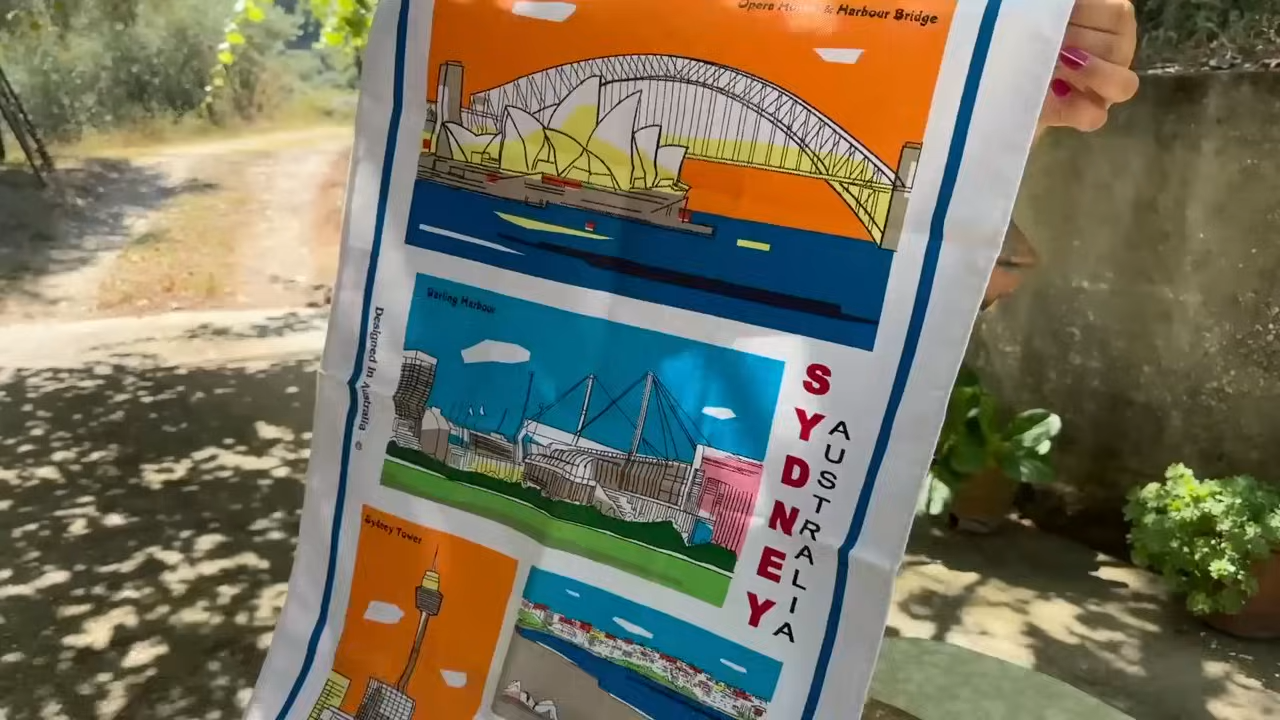 Opera House & Harbour Bridge
Darling Harbour
Designed In Australia ©
SYDNEY
AUSTRALIA
Sydney Tower